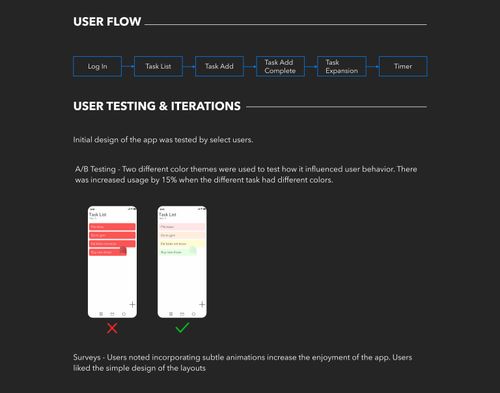 USER FLOW
Log In
Task List
Task Add
Task Add
Complete
Task
Expansion
Timer
USER TESTING & ITERATIONS
Initial design of the app was tested by select users.
A/B Testing - Two different color themes were used to test how it influenced user behavior. There
was increased usage by 15% when the different task had different colors.
Task List
Task List
Surveys - Users noted incorporating subtle animations increase the enjoyment of the app. Users
liked the simple design of the layouts